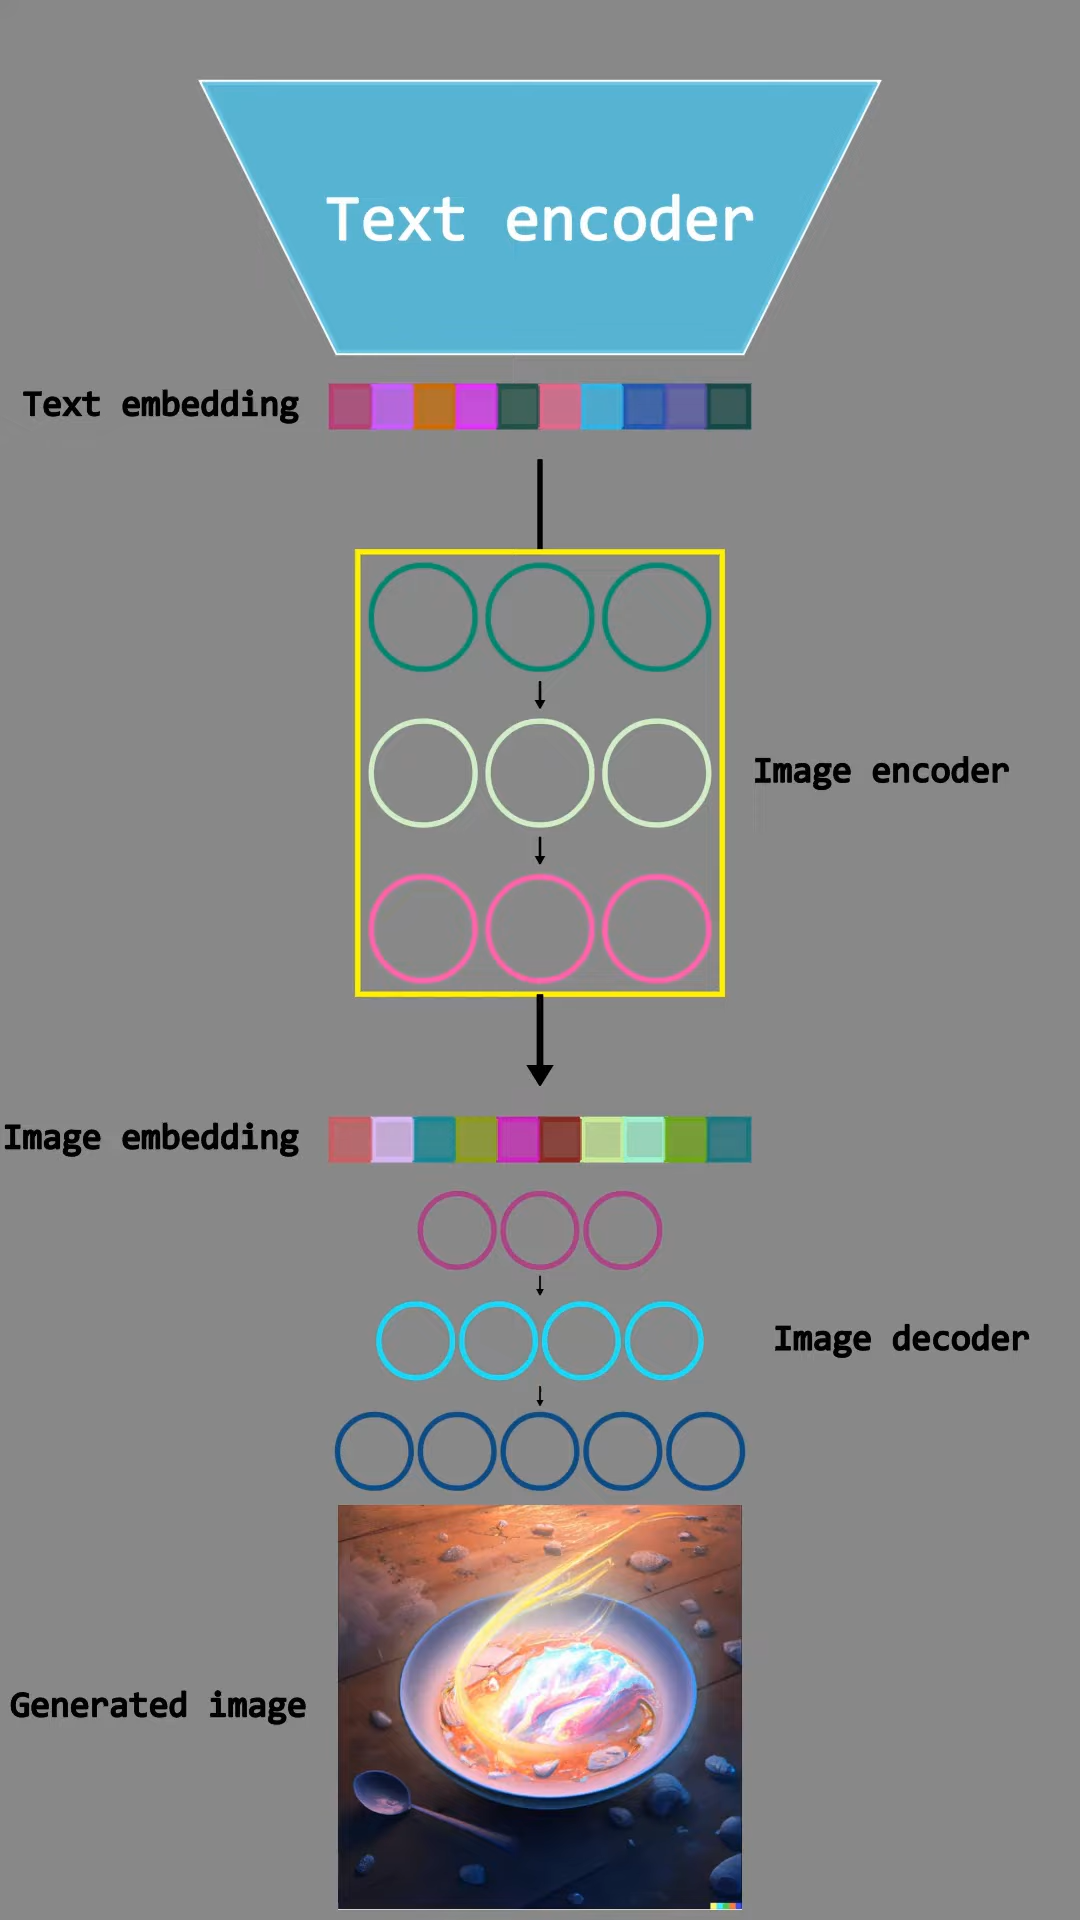 Text encoder
Text embedding
Image encoder
Image embedding
Image decoder
Generated image